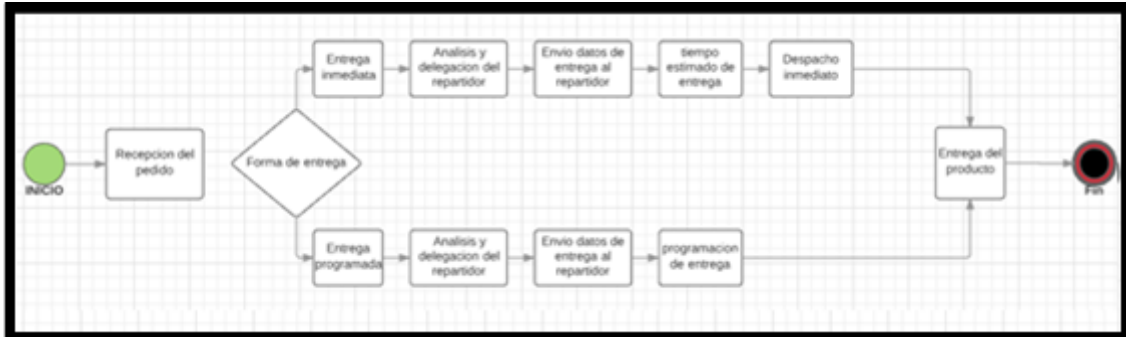 INICIO
Recepcion del
pedido
Forma de entrega
Entrega
inmediata
Analisis y
delegacion del
repartidor
Envio datos de
entrega al
repartidor
tiempo
estimado de
entrega
Despacho
inmediato
Entrega
programada
Analisis y
delegacion del
repartidor
Envio datos de
entrega al
repartidor
programacion
de entrega
Entrega del
producto
Fin